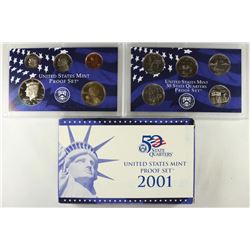 UNITED STATES MINT
PROOF SET
UNITED STATES MINT
50 STATE QUARTERS
PROOF SET
50
STATE
QUARTERS
UNITED STATES MINT
PROOF SET
2001